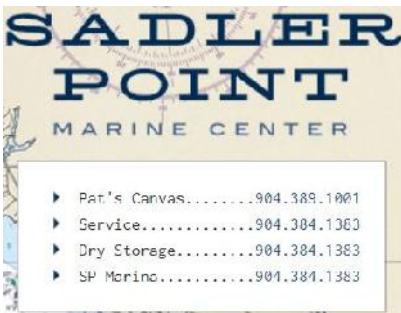 SADLER
POINT
MARINE CENTER
Pat's Canvas........904.389.1001
Service.............904.384.1383
Dry Storage.........904.384.1383
SP Marina...........904.384.1383